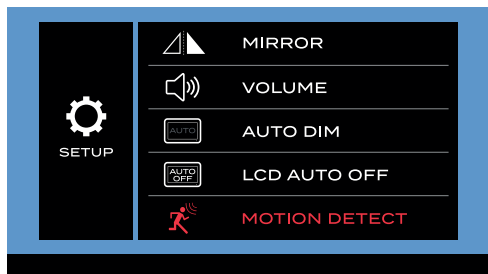 MIRROR
VOLUME
AUTO
AUTO DIM
SETUP
AUTO
OFF
LCD AUTO OFF
MOTION DETECT